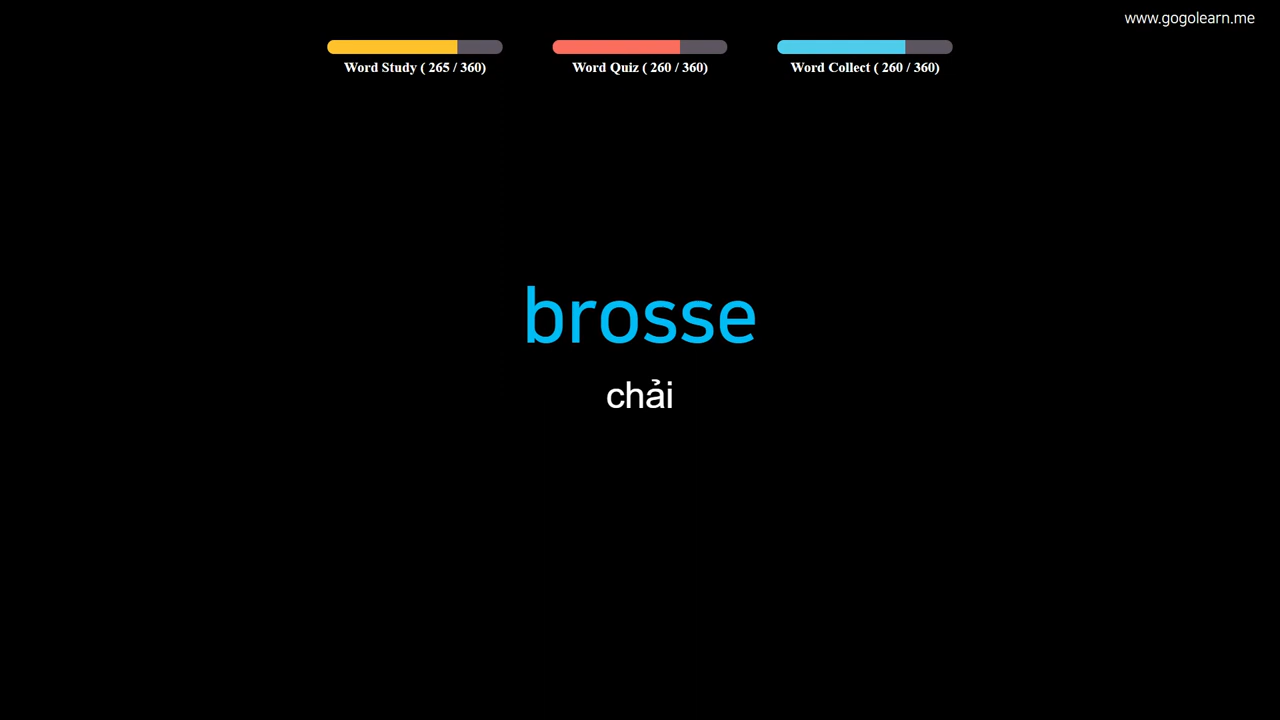 www.gogolearn.me
Word Study ( 265 / 360)
Word Quiz ( 260 / 360)
Word Collect ( 260 / 360)
brosse
chải